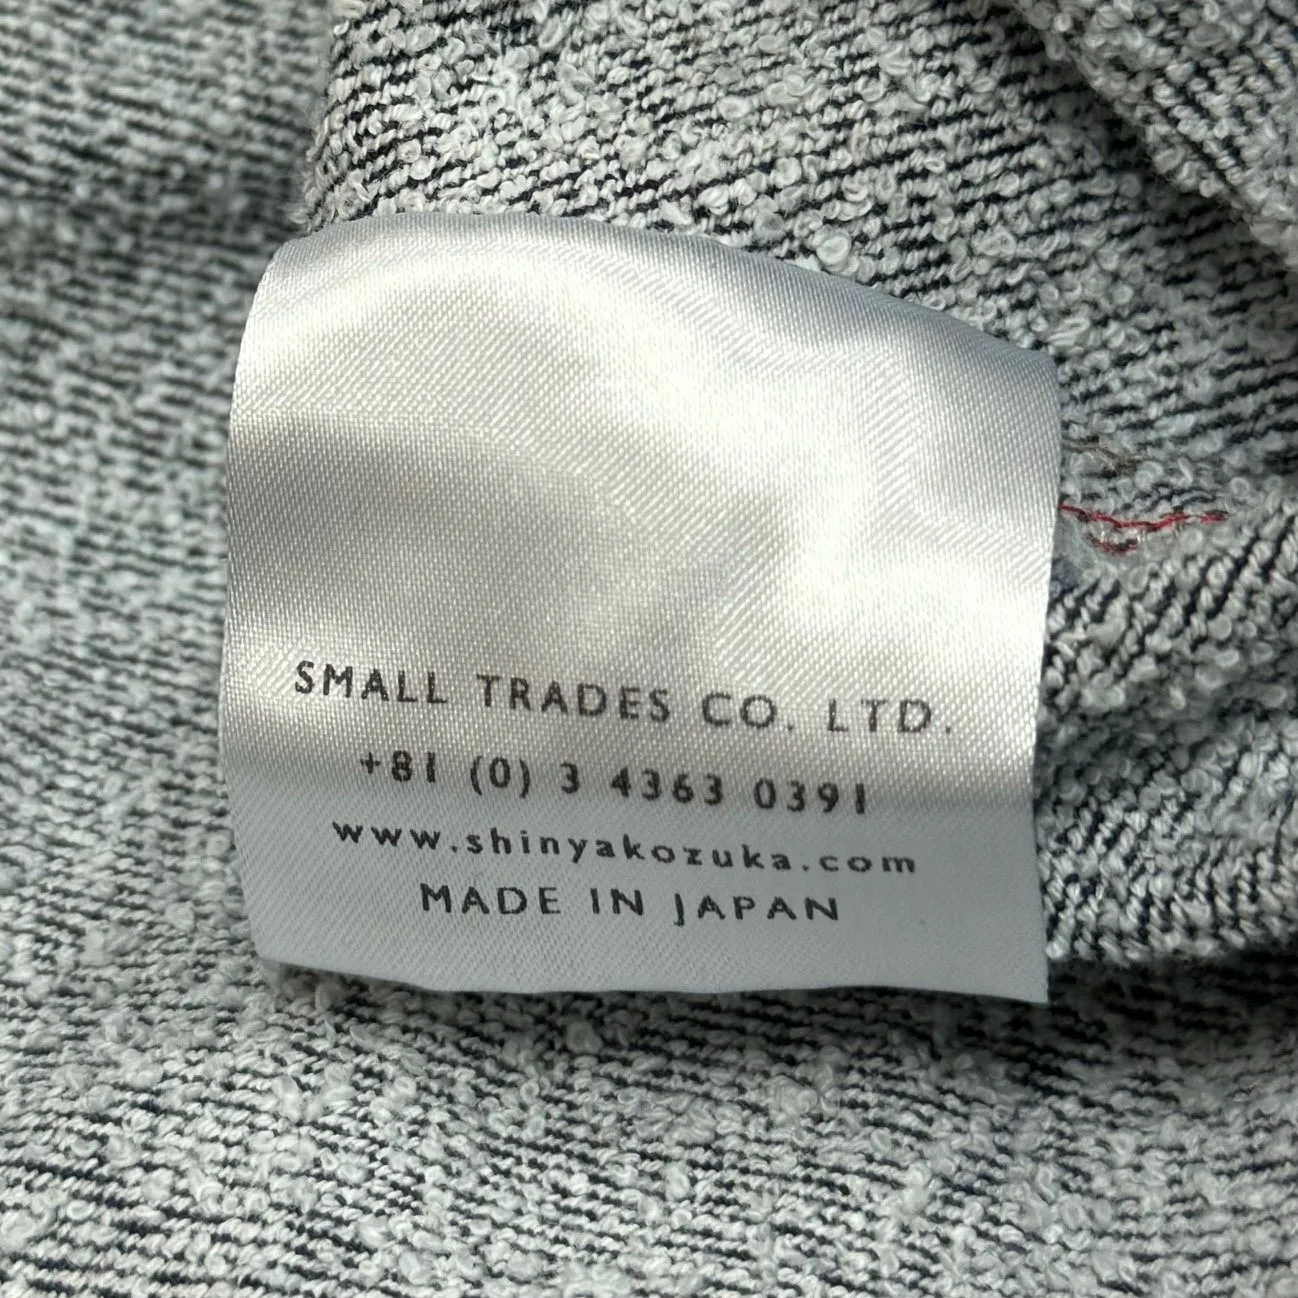 SMALL TRADES CO. LTD.
+81 (0) 3 4363 0391
www.shinyakozuka.com
MADE IN JAPAN